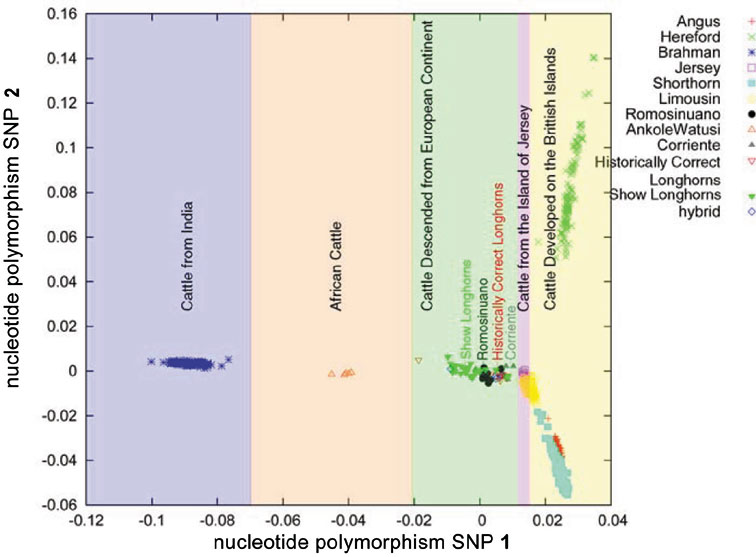 nucleotide polymorphism SNP 2
0.16
0.14
0.12
0.1
0.08
0.06
0.04
0.02
0
-0.02
-0.04
-0.06
Cattle from India
African Cattle
Cattle Descended from European Continent
Show Longhorns
Romosinuano
Historically Correct Longhorns
Corriente
Cattle from the Island of Jersey
Cattle Developed on the Brittish Islands
-0.12
-0.1
-0.08
-0.06
-0.04
-0.02
0
0.02
0.04
nucleotide polymorphism SNP 1
Angus
Hereford
Brahman
Jersey
Shorthorn
Limousin
Romosinuano
AnkoleWatusi
Corriente
Historically Correct
Longhorns
Show Longhorns
hybrid